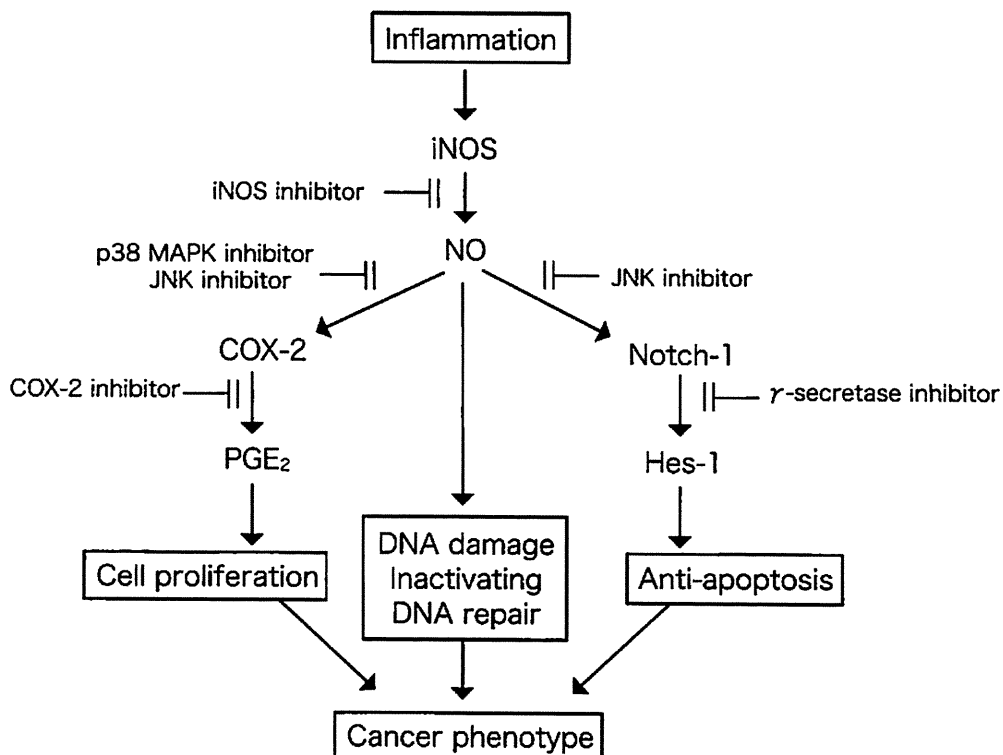 Inflammation
iNOS
iNOS inhibitor
NO
p38 MAPK inhibitor
JNK inhibitor
JNK inhibitor
COX-2
Notch-1
COX-2 inhibitor
γ-secretase inhibitor
PGE₂
Hes-1
DNA damage
Inactivating
DNA repair
Cell proliferation
Anti-apoptosis
Cancer phenotype